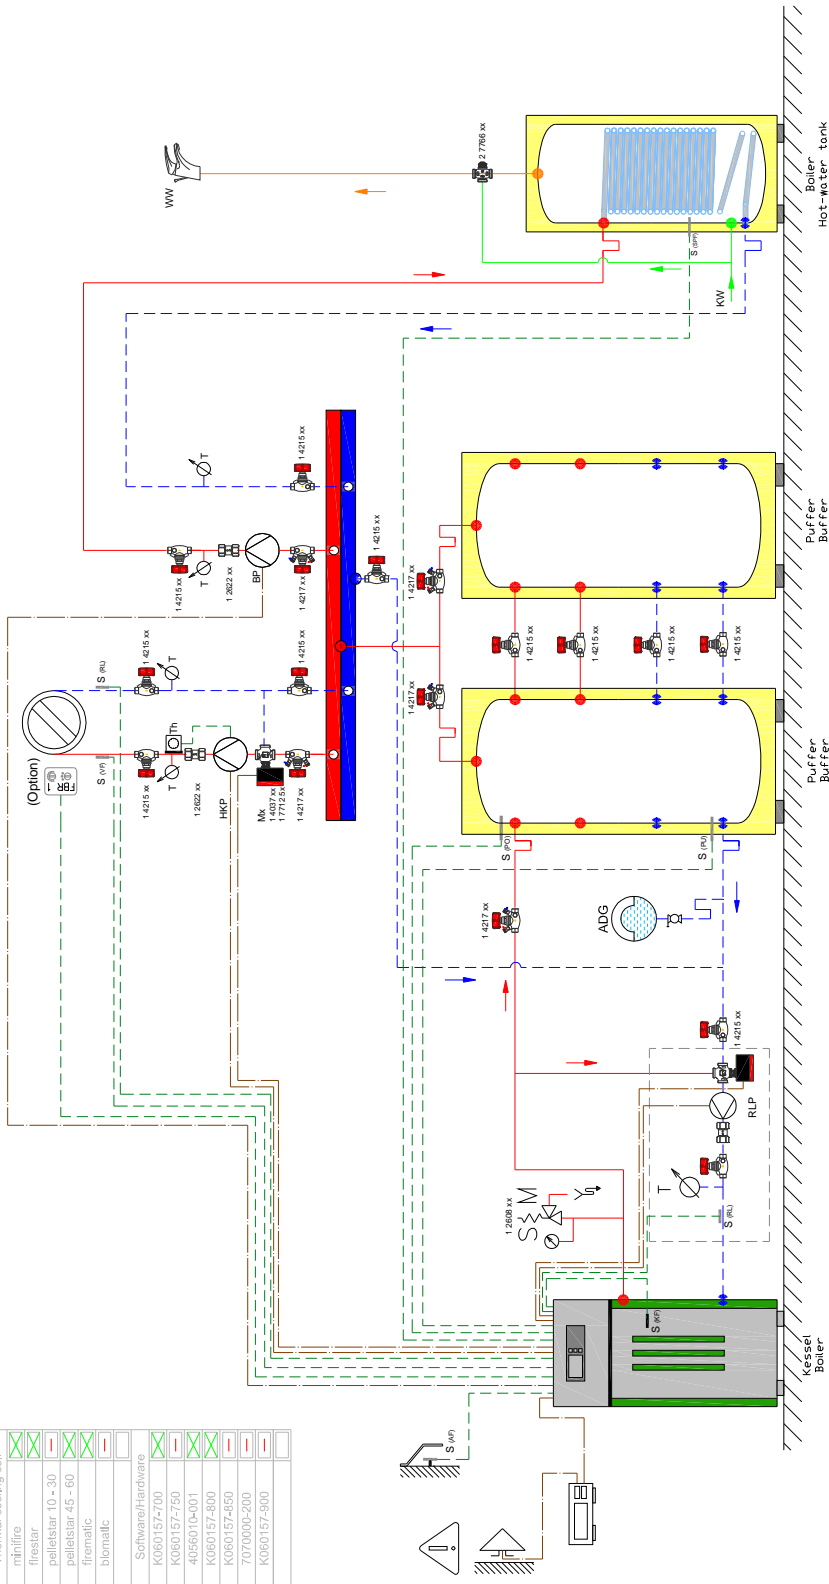 WW
2 7766 xx
Boiler
Hot-Water tank
S (SPF)
KW
T
1 4215 xx
1 4215 xx
T
1 2622 xx
BP
1 4217 xx
1 4215 xx
S (RL)
1 4215 xx
T
1 4215 xx
(Option)
FBR 1
S (VF)
Th
1 4215 xx
T
1 2622 xx
HKP
Mx
1 4037 xx
1 7712 5x
1 4217 xx
1 4217 xx
1 4217 xx
Puffer
Buffer
1 4215 xx
1 4215 xx
1 4215 xx
1 4215 xx
Puffer
Buffer
S (PO)
S (PU)
1 4217 xx
ADG
1 4215 xx
RLP
T
S (RL)
1 2608 xx
S
M
S (KF)
Kessel
Boiler
S (AF)
minifire
firestar
pelletstar 10 - 30
pelletstar 45 - 60
firematic
biomatic
Software/Hardware
K060157-700
K060157-750
4056010-001
K060157-800
K060157-850
7070000-200
K060157-900